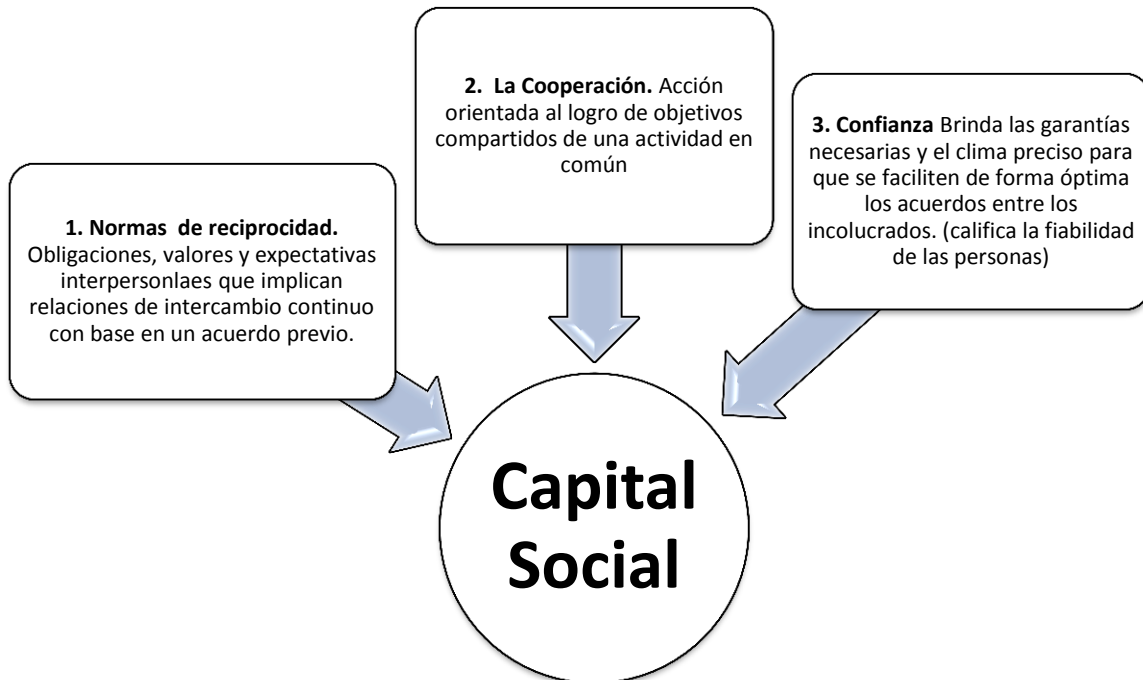 1. Normas de reciprocidad.
Obligaciones, valores y expectativas
interpersonlaes que implican
relaciones de intercambio continuo
con base en un acuerdo previo.
2. La Cooperación. Acción
orientada al logro de objetivos
compartidos de una actividad en
común
3. Confianza Brinda las garantías
necesarias y el clima preciso para
que se faciliten de forma óptima
los acuerdos entre los
incolucrados. (califica la fiabilidad
de las personas)
Capital
Social